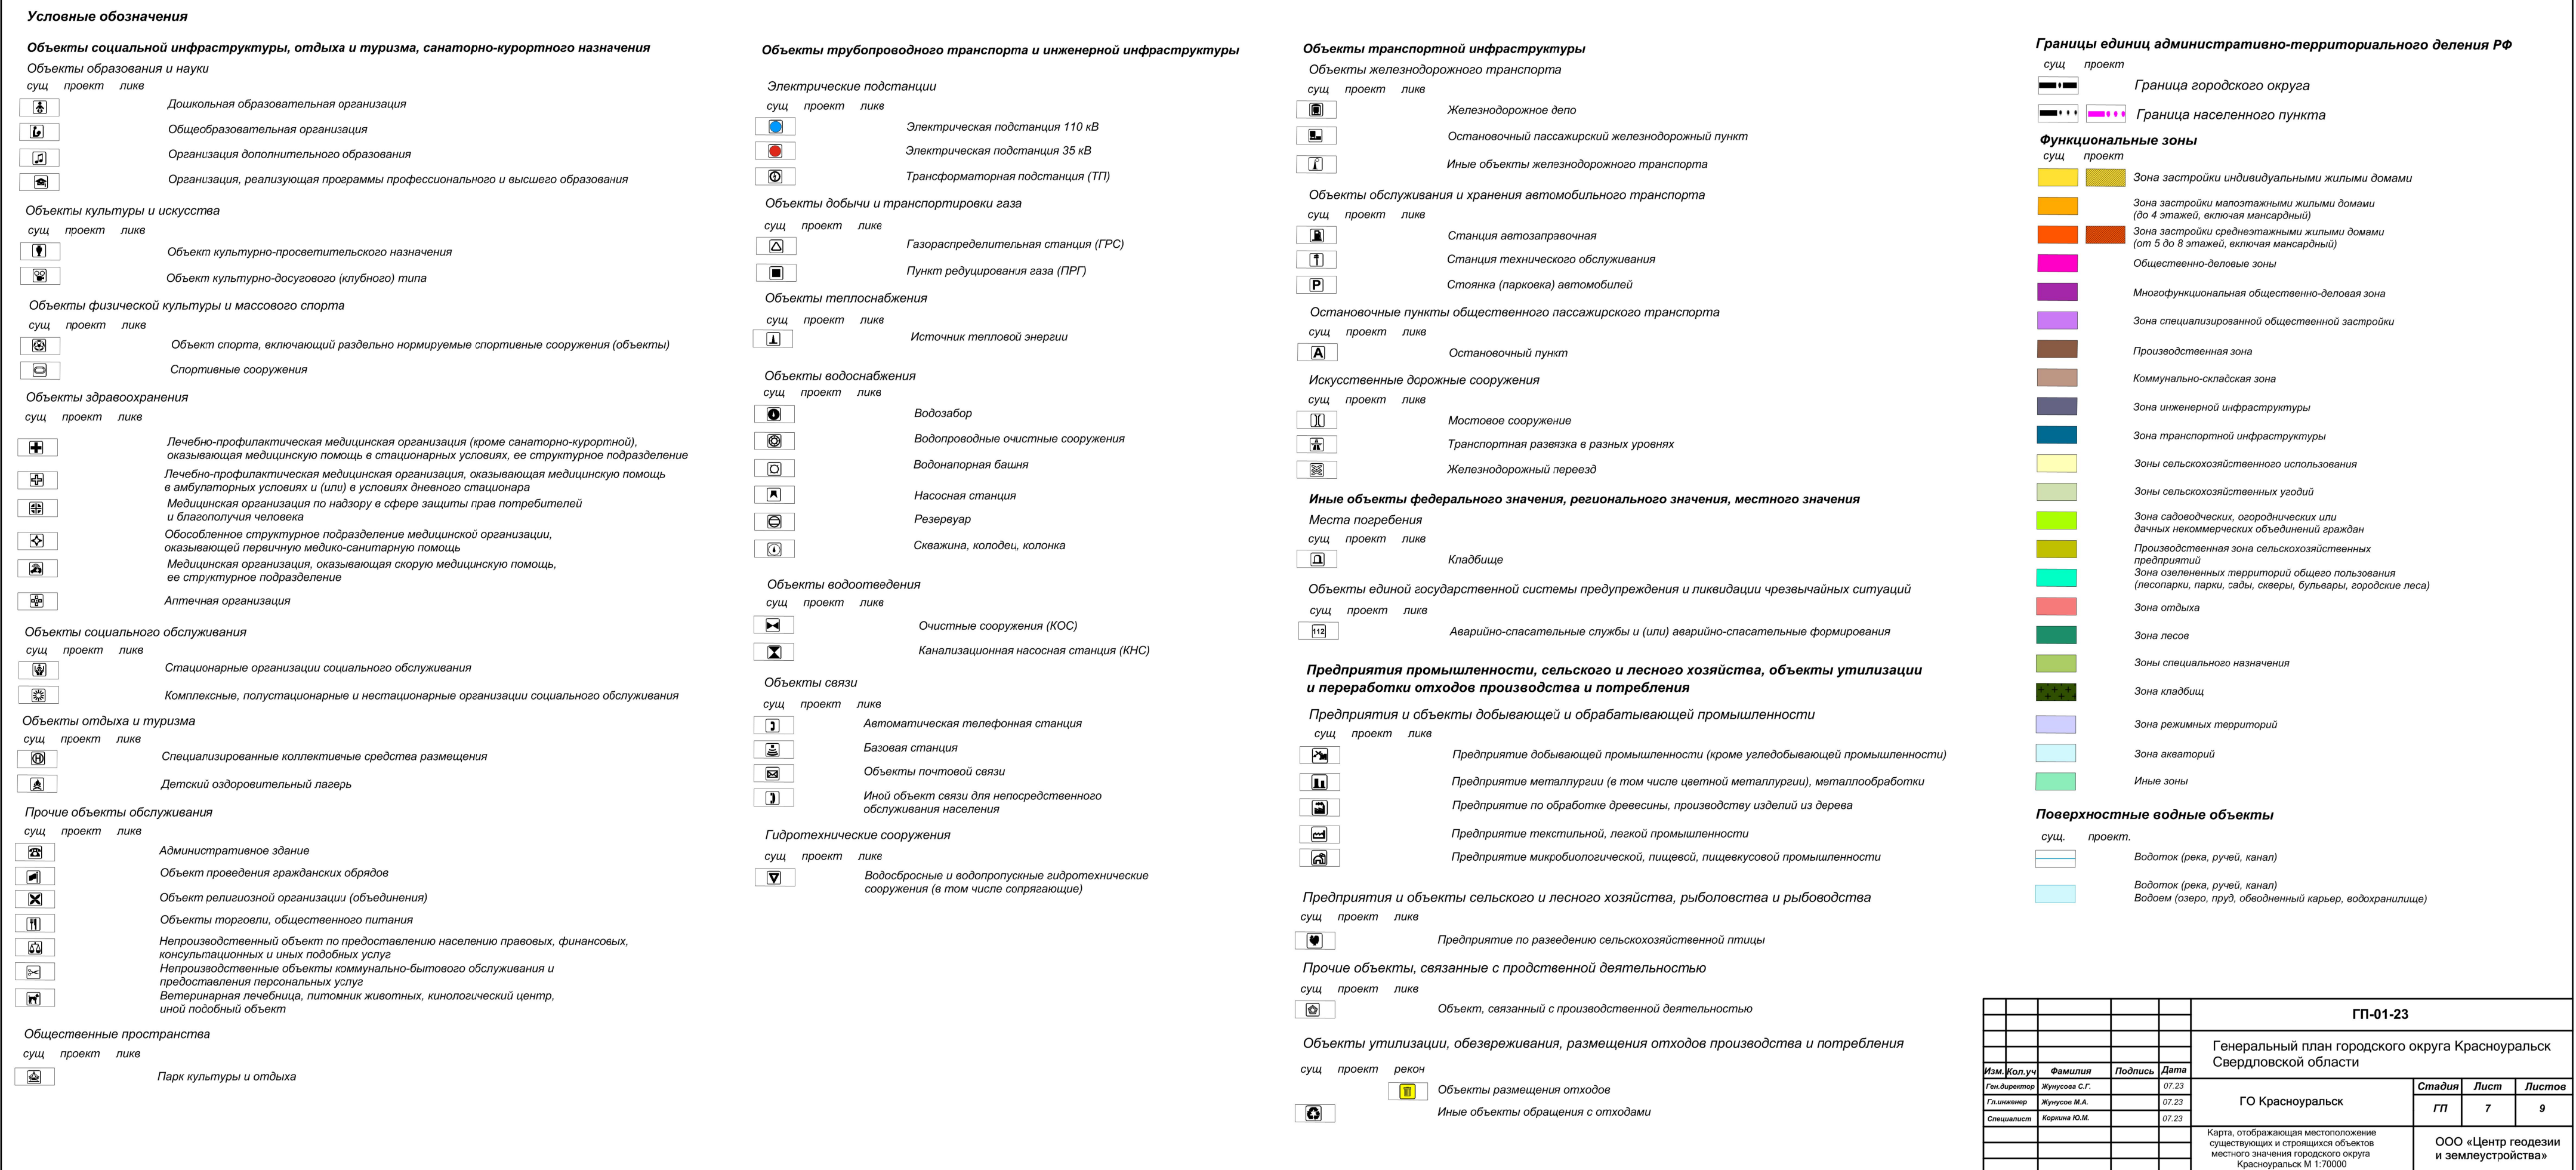 Условные обозначения
Объекты социальной инфраструктуры, отдыха и туризма, санаторно-курортного назначения
Объекты образования и науки
сущ проект ликв
Дошкольная образовательная организация
Общеобразовательная организация
Организация дополнительного образования
Организация, реализующая программы профессионального и высшего образования
Объекты культуры и искусства
сущ проект ликв
Объект культурно-просветительского назначения
Объект культурно-досугового (клубного) типа
Объекты физической культуры и массового спорта
сущ проект ликв
Объект спорта, включающий раздельно нормируемые спортивные сооружения (объекты)
Спортивные сооружения
Объекты здравоохранения
сущ проект ликв
Лечебно-профилактическая медицинская организация (кроме санаторно-курортной),
оказывающая медицинскую помощь в стационарных условиях, ее структурное подразделение
Лечебно-профилактическая медицинская организация, оказывающая медицинскую помощь
в амбулаторных условиях и (или) в условиях дневного стационара
Медицинская организация по надзору в сфере защиты прав потребителей
и благополучия человека
Обособленное структурное подразделение медицинской организации,
оказывающей первичную медико-санитарную помощь
Медицинская организация, оказывающая скорую медицинскую помощь,
ее структурное подразделение
Аптечная организация
Объекты социального обслуживания
сущ проект ликв
Стационарные организации социального обслуживания
Комплексные, полустационарные и нестационарные организации социального обслуживания
Объекты отдыха и туризма
сущ проект ликв
Специализированные коллективные средства размещения
Детский оздоровительный лагерь
Прочие объекты обслуживания
сущ проект ликв
Административное здание
Объект проведения гражданских обрядов
Объект религиозной организации (объединения)
Объекты торговли, общественного питания
Непроизводственный объект по предоставлению населению правовых, финансовых,
консультационных и иных подобных услуг
Непроизводственные объекты коммунально-бытового обслуживания и
предоставления персональных услуг
Ветеринарная лечебница, питомник животных, кинологический центр,
иной подобный объект
Общественные пространства
сущ проект ликв
Парк культуры и отдыха
Объекты трубопроводного транспорта и инженерной инфраструктуры
Электрические подстанции
сущ проект ликв
Электрическая подстанция 110 кВ
Электрическая подстанция 35 кВ
Трансформаторная подстанция (ТП)
Объекты добычи и транспортировки газа
сущ проект ликв
Газораспределительная станция (ГРС)
Пункт редуцирования газа (ПРГ)
Объекты теплоснабжения
сущ проект ликв
Источник тепловой энергии
Объекты водоснабжения
сущ проект ликв
Водозабор
Водопроводные очистные сооружения
Водонапорная башня
Насосная станция
Резервуар
Скважина, колодец, колонка
Объекты водоотведения
сущ проект ликв
Очистные сооружения (КОС)
Канализационная насосная станция (КНС)
Объекты связи
сущ проект ликв
Автоматическая телефонная станция
Базовая станция
Объекты почтовой связи
Иной объект связи для непосредственного
обслуживания населения
Гидротехнические сооружения
сущ проект ликв
Водосбросные и водопропускные гидротехнические
сооружения (в том числе сопрягающие)
Объекты транспортной инфраструктуры
Объекты железнодорожного транспорта
сущ проект ликв
Железнодорожное депо
Остановочный пассажирский железнодорожный пункт
Иные объекты железнодорожного транспорта
Объекты обслуживания и хранения автомобильного транспорта
сущ проект ликв
Станция автозаправочная
Станция технического обслуживания
P Стоянка (парковка) автомобилей
Остановочные пункты общественного пассажирского транспорта
сущ проект ликв
А Остановочный пункт
Искусственные дорожные сооружения
сущ проект ликв
Мостовое сооружение
Транспортная развязка в разных уровнях
Железнодорожный переезд
Иные объекты федерального значения, регионального значения, местного значения
Места погребения
сущ проект ликв
Кладбище
Объекты единой государственной системы предупреждения и ликвидации чрезвычайных ситуаций
сущ проект ликв
112 Аварийно-спасательные службы и (или) аварийно-спасательные формирования
Предприятия промышленности, сельского и лесного хозяйства, объекты утилизации
и переработки отходов производства и потребления
Предприятия и объекты добывающей и обрабатывающей промышленности
сущ проект ликв
Предприятие добывающей промышленности (кроме угледобывающей промышленности)
Предприятие металлургии (в том числе цветной металлургии), металлообработки
Предприятие по обработке древесины, производству изделий из дерева
Предприятие текстильной, легкой промышленности
Предприятие микробиологической, пищевой, пищевкусовой промышленности
Предприятия и объекты сельского и лесного хозяйства, рыболовства и рыбоводства
сущ проект ликв
Предприятие по разведению сельскохозяйственной птицы
Прочие объекты, связанные с продственной деятельностью
сущ проект ликв
Объект, связанный с производственной деятельностью
Объекты утилизации, обезвреживания, размещения отходов производства и потребления
сущ проект рекон
Объекты размещения отходов
Иные объекты обращения с отходами
Границы единиц административно-территориального деления РФ
сущ проект
Граница городского округа
Граница населенного пункта
Функциональные зоны
сущ проект
Зона застройки индивидуальными жилыми домами
Зона застройки малоэтажными жилыми домами
(до 4 этажей, включая мансардный)
Зона застройки среднеэтажными жилыми домами
(от 5 до 8 этажей, включая мансардный)
Общественно-деловые зоны
Многофункциональная общественно-деловая зона
Зона специализированной общественной застройки
Производственная зона
Коммунально-складская зона
Зона инженерной инфраструктуры
Зона транспортной инфраструктуры
Зоны сельскохозяйственного использования
Зоны сельскохозяйственных угодий
Зона садоводческих, огороднических или
дачных некоммерческих объединений граждан
Производственная зона сельскохозяйственных
предприятий
Зона озелененных территорий общего пользования
(лесопарки, парки, сады, скверы, бульвары, городские леса)
Зона отдыха
Зона лесов
Зоны специального назначения
Зона кладбищ
Зона режимных территорий
Зона акваторий
Иные зоны
Поверхностные водные объекты
сущ. проект.
Водоток (река, ручей, канал)
Водоток (река, ручей, канал)
Водоем (озеро, пруд, обводненный карьер, водохранилище)
ГП-01-23
Генеральный план городского округа Красноуральск
Свердловской области
Изм. Кол.уч Фамилия Подпись Дата
Ген.директор Жунусова С.Г. 07.23
Гл.инженер Жунусов М.А. 07.23
Специалист Коркина Ю.М. 07.23
ГО Красноуральск
Стадия Лист Листов
ГП 7 9
Карта, отображающая местоположение
существующих и строящихся объектов
местного значения городского округа
Красноуральск М 1:70000
ООО «Центр геодезии
и землеустройства»